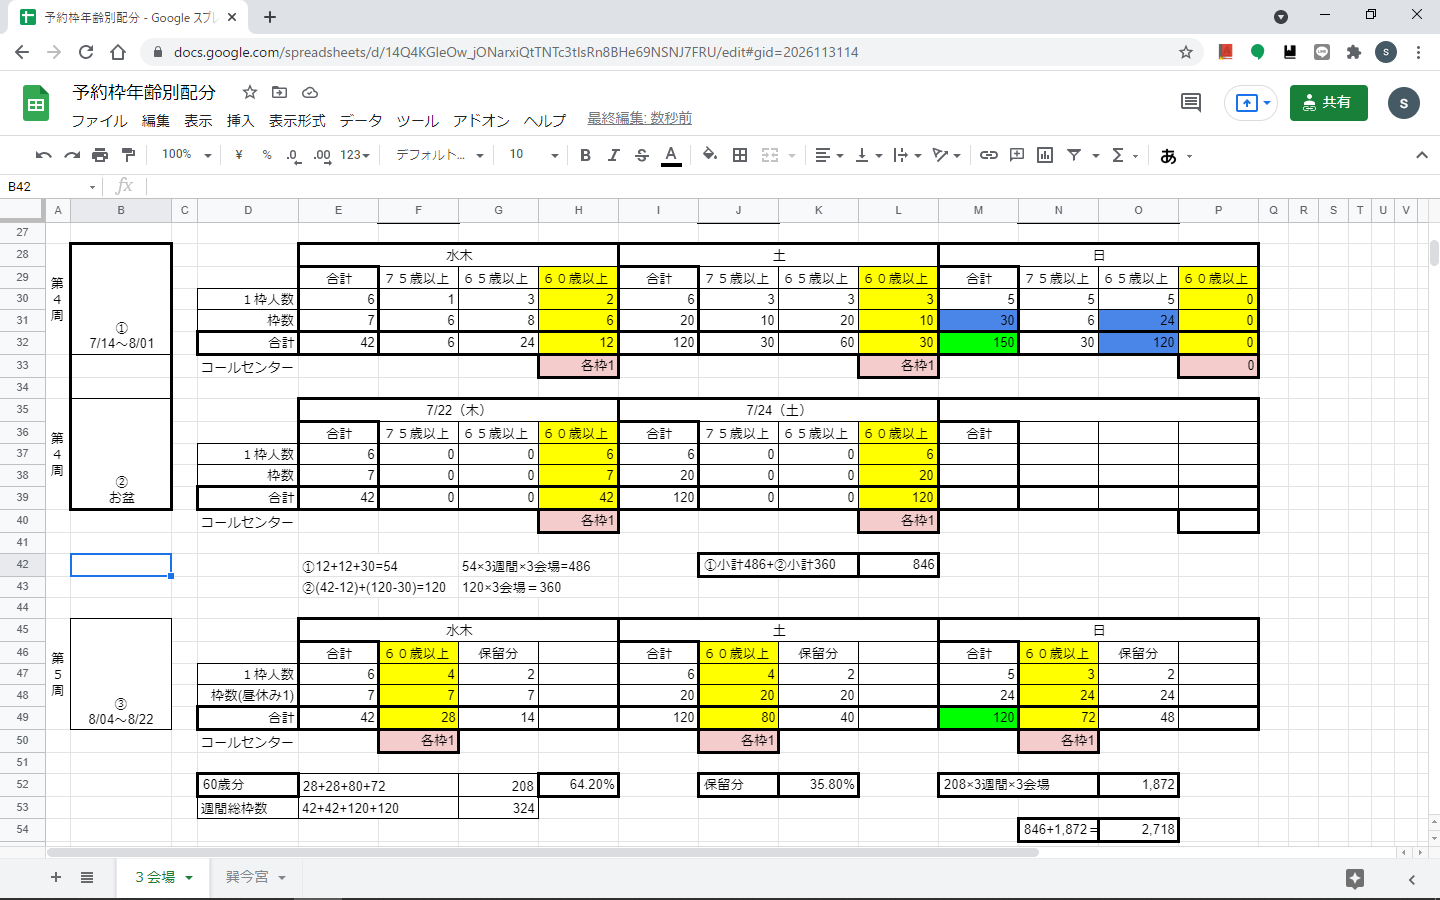 予約枠年齢別配分 - Google スプレ
docs.google.com/spreadsheets/d/14Q4KGleOw_jONarxiQtTNTc3tIsRn8BHe69NSNJ7FRU/edit#gid=2026113114
S
予約枠年齢別配分
ファイル 編集 表示 挿入 表示形式 データ ツール アドオン ヘルプ 最終編集: 数秒前
共有 S
100% ¥ % .0 .00 123 デフォルト... 10 B I S A Σ あ
B42 fx
A B C D E F G H I J K L M N O P Q R S T U V
27
28 水木 土 日
29 合計 ７５歳以上 ６５歳以上 ６０歳以上 合計 ７５歳以上 ６５歳以上 ６０歳以上 合計 ７５歳以上 ６５歳以上 ６０歳以上
第4周
30 １枠人数 6 1 3 2 6 3 3 3 5 5 5 0
31 ① 枠数 7 6 8 6 20 10 20 10 30 6 24 0
32 7/14～8/01 合計 42 6 24 12 120 30 60 30 150 30 120 0
33 コールセンター 各枠1 各枠1 0
34
35 7/22（木） 7/24（土）
36 合計 ７５歳以上 ６５歳以上 ６０歳以上 合計 ７５歳以上 ６５歳以上 ６０歳以上 合計
第4周
37 １枠人数 6 0 0 6 6 0 0 6
38 ② 枠数 7 0 0 7 20 0 0 20
39 お盆 合計 42 0 0 42 120 0 0 120
40 コールセンター 各枠1 各枠1
41
42 ①12+12+30=54 54×3週間×3会場=486 ①小計486+②小計360 846
43 ②(42-12)+(120-30)=120 120×3会場＝360
44
45 水木 土 日
46 合計 ６０歳以上 保留分 合計 ６０歳以上 保留分 合計 ６０歳以上 保留分
第5周
47 １枠人数 6 4 2 6 4 2 5 3 2
48 ③ 枠数(昼休み1) 7 7 7 20 20 20 24 24 24
49 8/04～8/22 合計 42 28 14 120 80 40 120 72 48
50 コールセンター 各枠1 各枠1 各枠1
51
52 60歳分 28+28+80+72 208 64.20% 保留分 35.80% 208×3週間×3会場 1,872
53 週間総枠数 42+42+120+120 324
54 846+1,872＝ 2,718
３会場 巽今宮